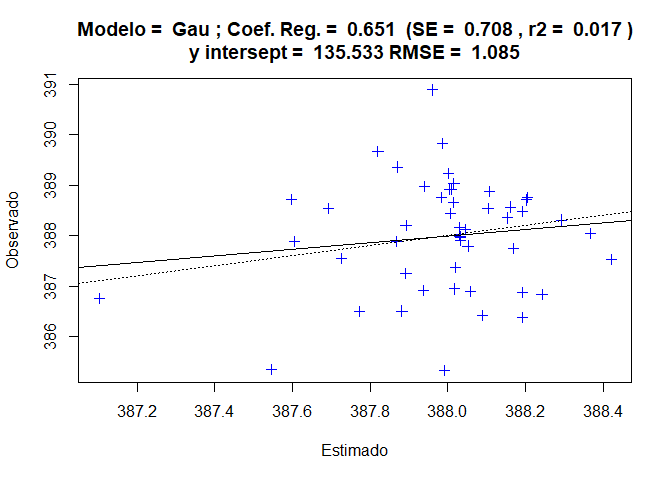 Modelo = Gau ; Coef. Reg. = 0.651 (SE = 0.708 , r2 = 0.017 )
y intersept = 135.533 RMSE = 1.085
391
390
389
388
387
386
Observado
387.2 387.4 387.6 387.8 388.0 388.2 388.4
Estimado